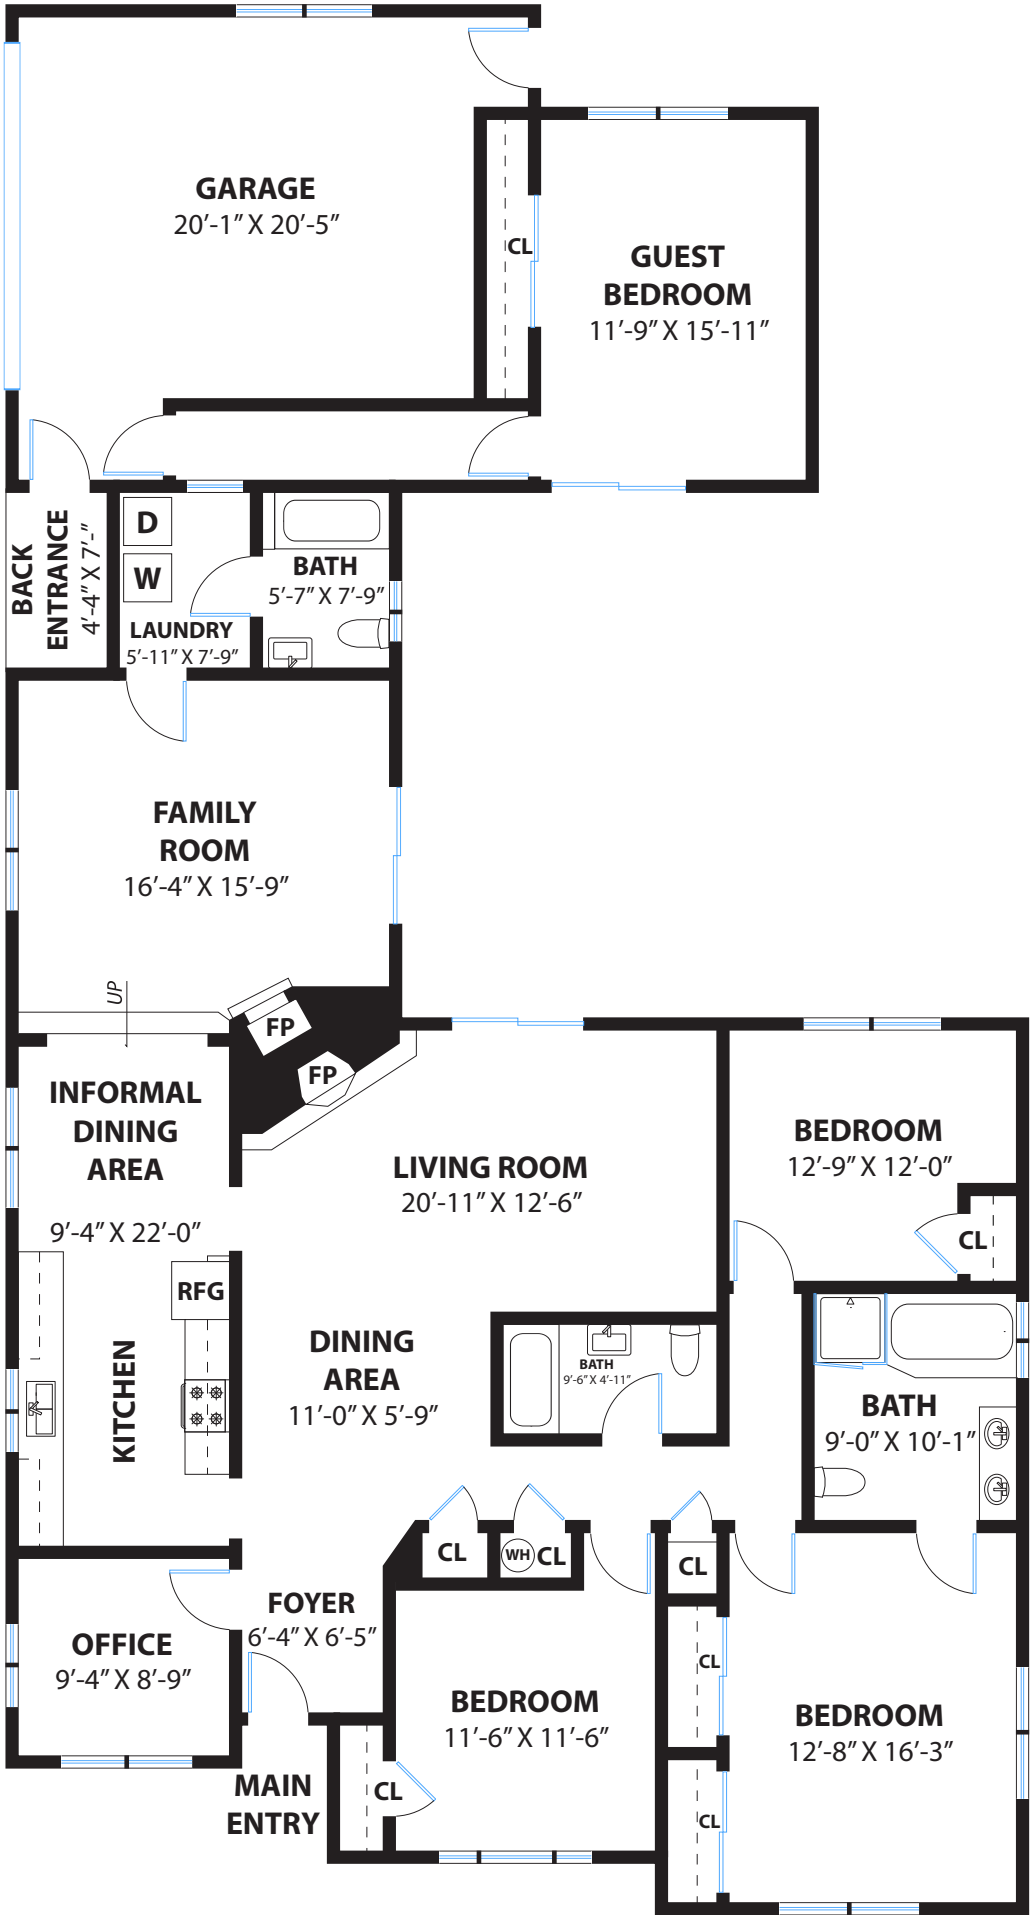 GARAGE
20'-1" X 20'-5"
CL
GUEST
BEDROOM
11'-9" X 15'-11"
BACK
ENTRANCE
4'-4" X 7'-"
D
W
LAUNDRY
5'-11" X 7'-9"
BATH
5'-7" X 7'-9"
FAMILY
ROOM
16'-4" X 15'-9"
UP
FP
FP
INFORMAL
DINING
AREA
9'-4" X 22'-0"
RFG
KITCHEN
LIVING ROOM
20'-11" X 12'-6"
BEDROOM
12'-9" X 12'-0"
CL
DINING
AREA
11'-0" X 5'-9"
BATH
9'-6" X 4'-11"
BATH
9'-0" X 10'-1"
CL
WH
CL
CL
FOYER
6'-4" X 6'-5"
OFFICE
9'-4" X 8'-9"
CL
BEDROOM
11'-6" X 11'-6"
BEDROOM
12'-8" X 16'-3"
MAIN
ENTRY
CL
CL